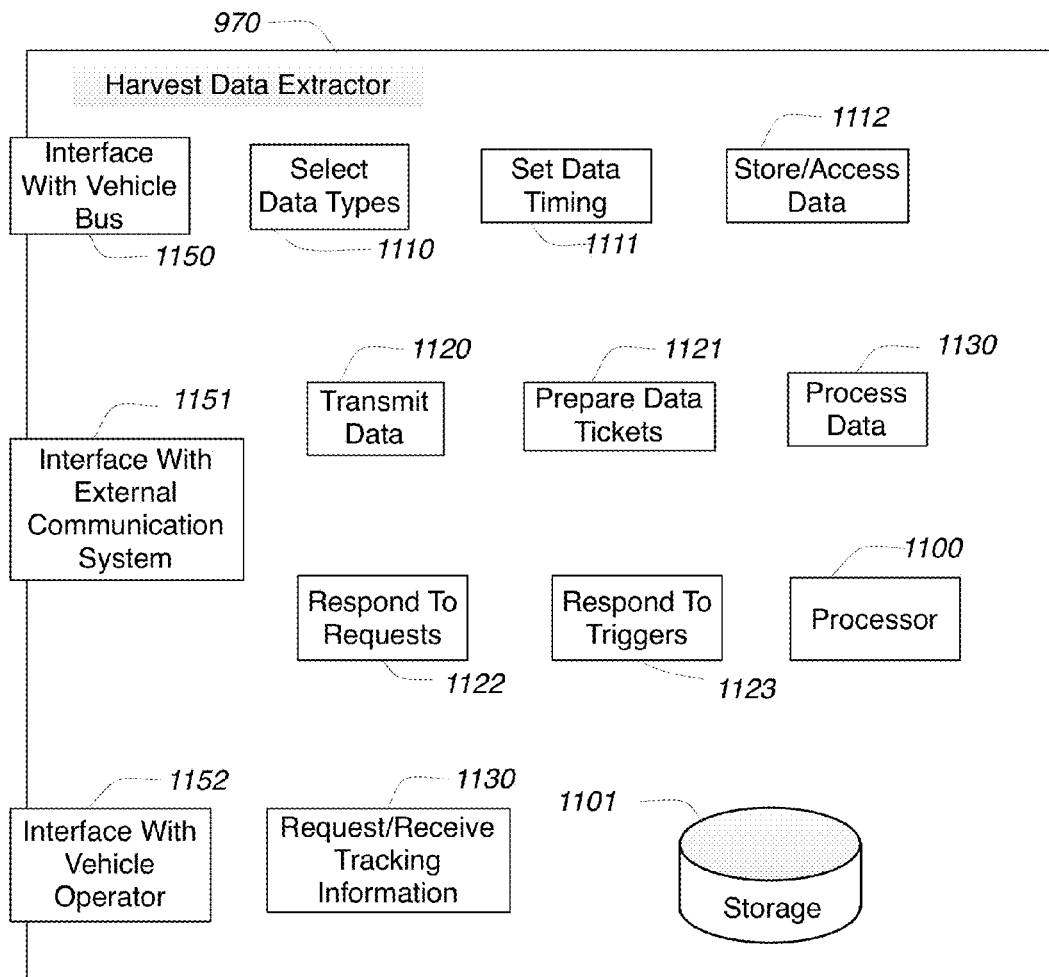 970
Harvest Data Extractor
1112
Interface
With Vehicle
Bus
Select
Data Types
Set Data
Timing
Store/Access
Data
1150
1110
1111
1120
1121
1130
1151
Transmit
Data
Prepare Data
Tickets
Process
Data
Interface With
External
Communication
System
1100
Respond To
Requests
Respond To
Triggers
Processor
1122
1123
1152
1130
1101
Interface With
Vehicle
Operator
Request/Receive
Tracking
Information
Storage